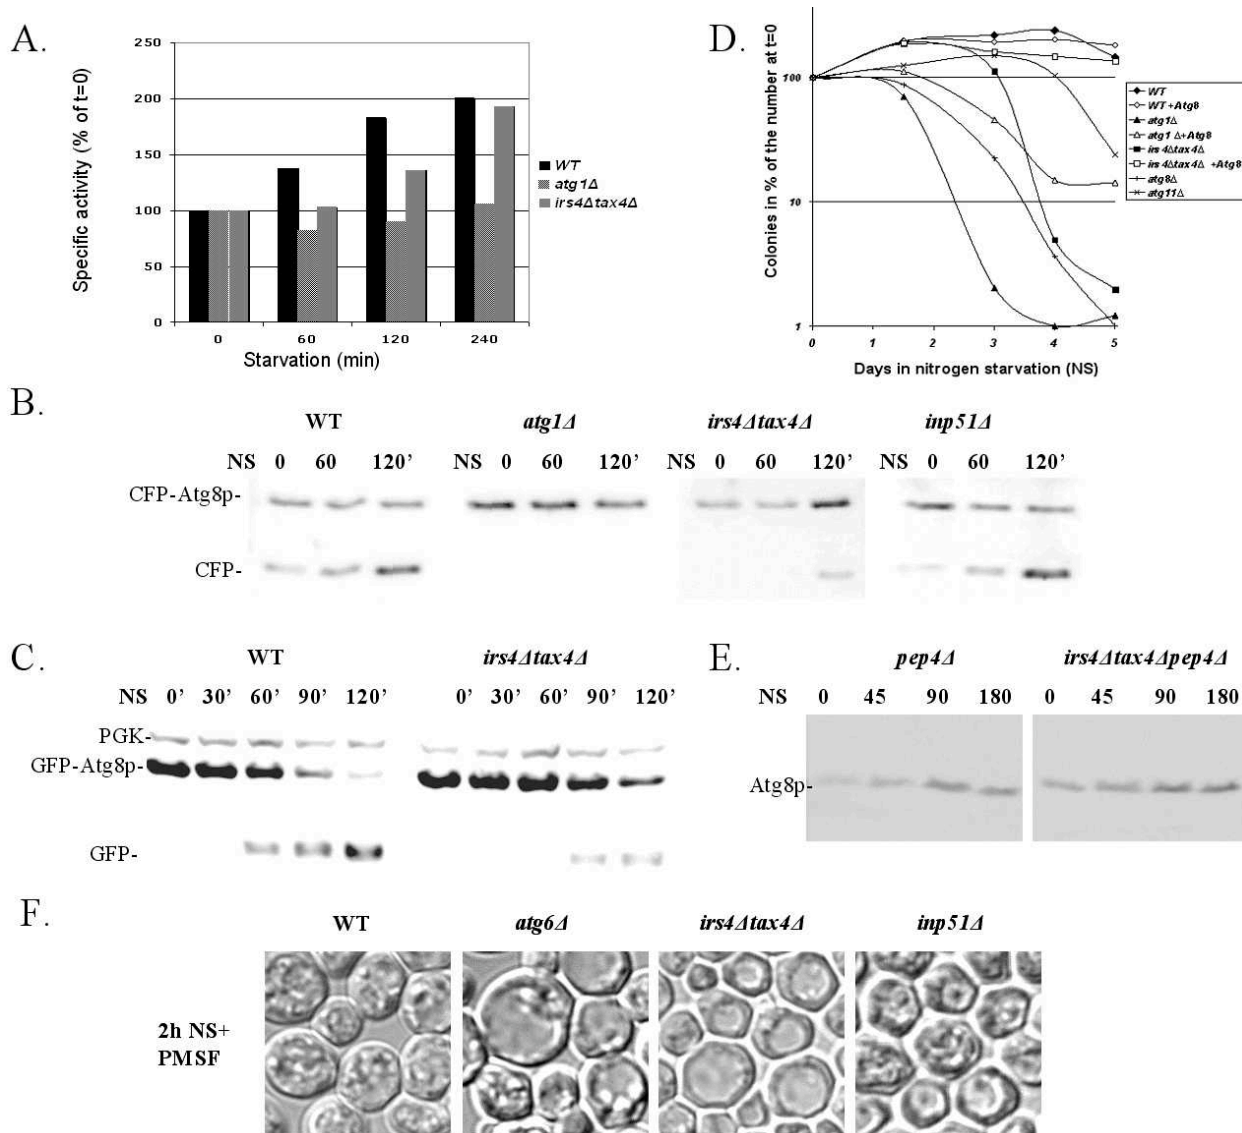 A.
250
200
150
100
50
0
Specific activity (% of t=0)
0 60 120 240
Starvation (min)
WT
atg1Δ
irs4Δtax4Δ
D.
100
10
1
Colonies in % of the number at t=0
0 1 2 3 4 5
Days in nitrogen starvation (NS)
WT
WT +Atg8
atg1Δ
atg1 Δ+Atg8
irs4Δtax4Δ
irs4Δtax4Δ +Atg8
atg8Δ
atg11Δ
B.
WT atg1Δ irs4Δtax4Δ inp51Δ
NS 0 60 120’ NS 0 60 120’ NS 0 60 120’ NS 0 60 120’
CFP-Atg8p-
CFP-
C.
WT irs4Δtax4Δ
NS 0’ 30’ 60’ 90’ 120’ 0’ 30’ 60’ 90’ 120’
PGK-
GFP-Atg8p-
GFP-
E.
pep4Δ irs4Δtax4Δpep4Δ
NS 0 45 90 180 0 45 90 180
Atg8p-
F.
WT atg6Δ irs4Δtax4Δ inp51Δ
2h NS+
PMSF